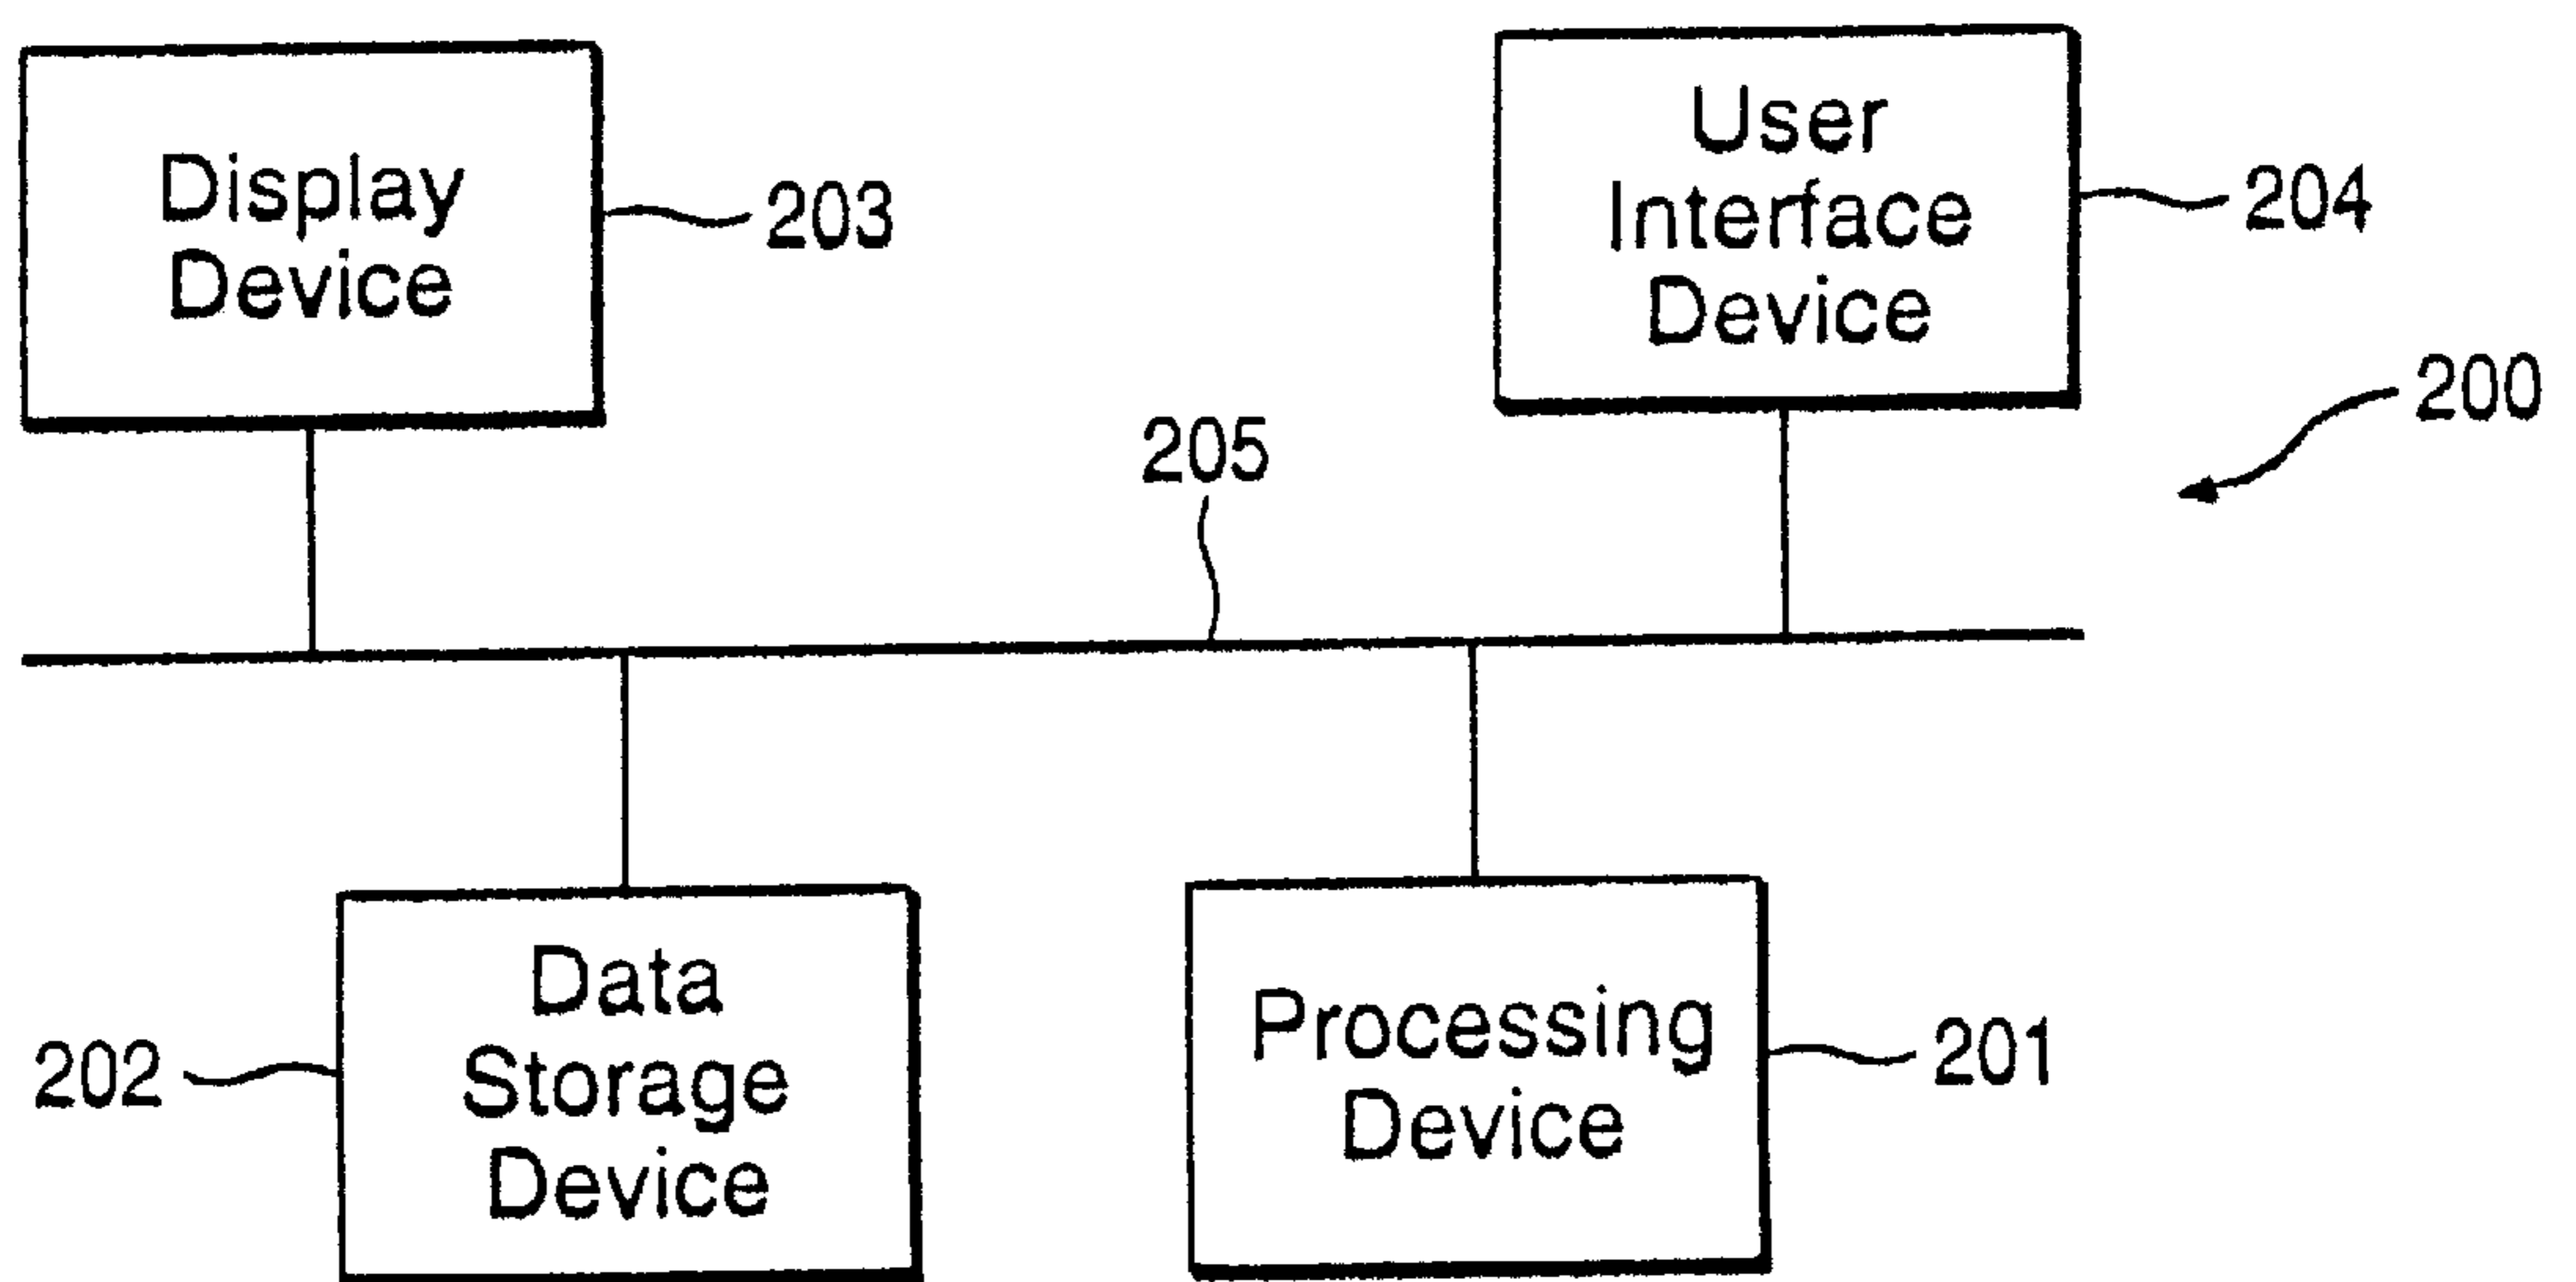 Display
Device
203
User
Interface
Device
204
200
205
Data
Storage
Device
202
Processing
Device
201